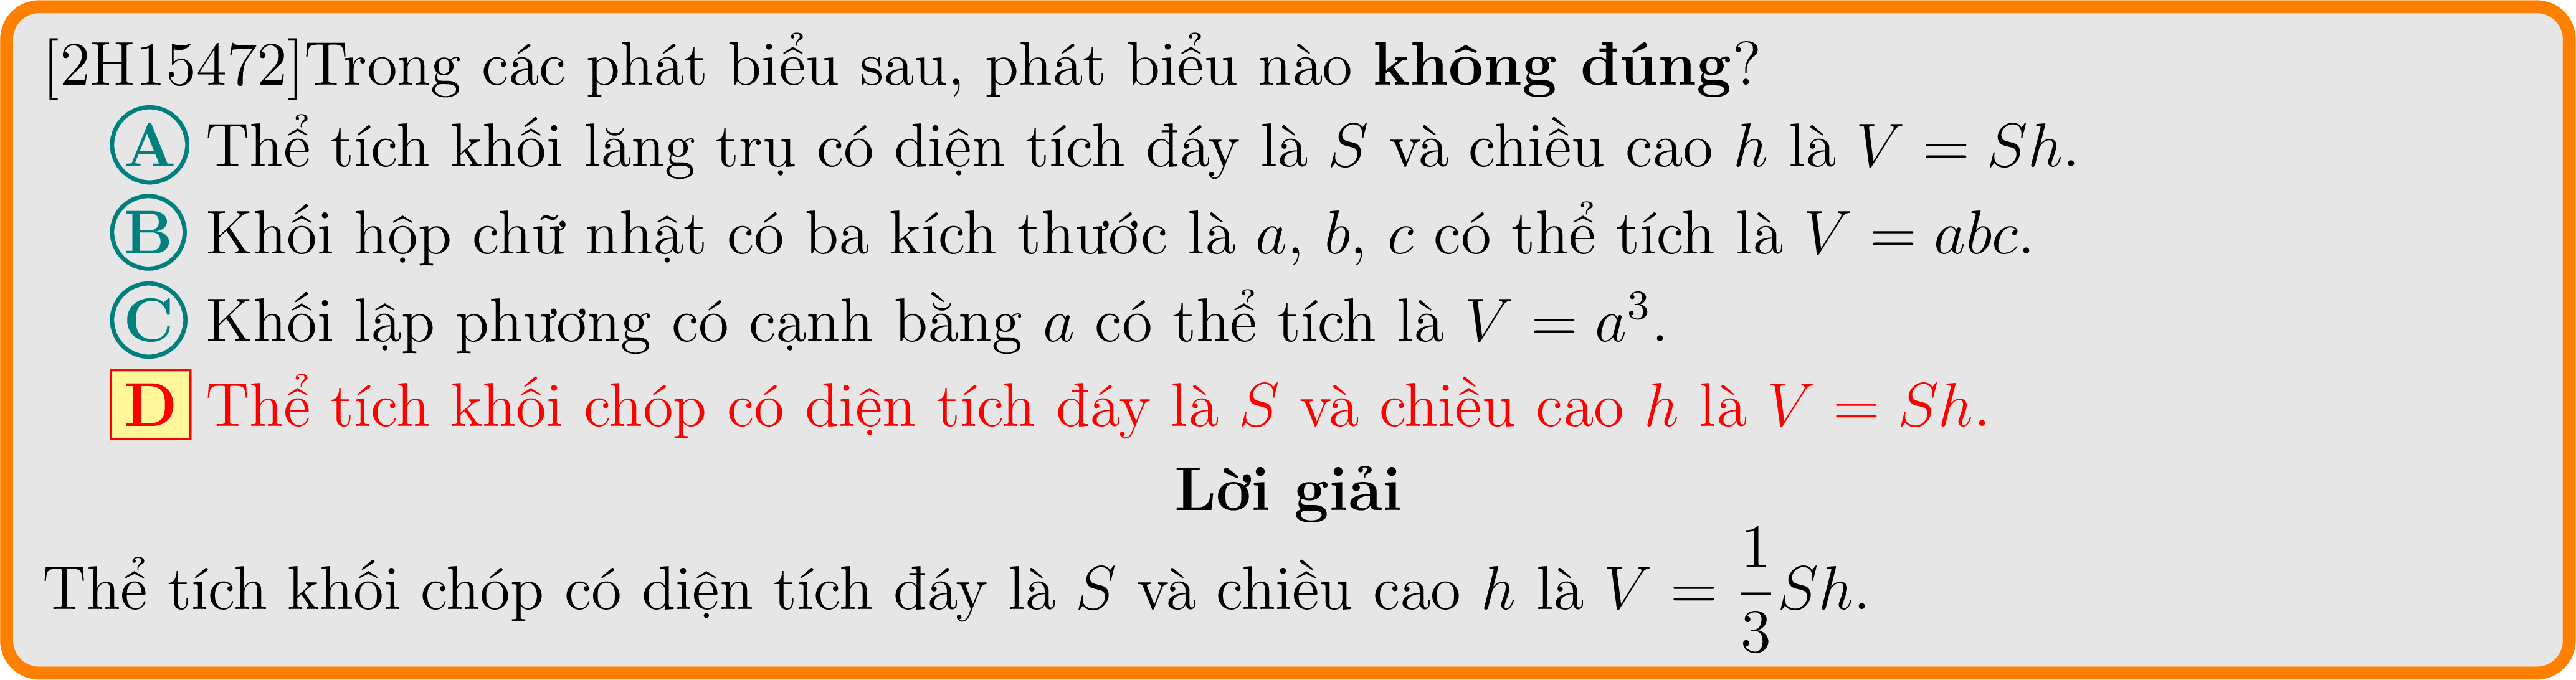 [2H15472]Trong các phát biểu sau, phát biểu nào không đúng?
A Thể tích khối lăng trụ có diện tích đáy là S và chiều cao h là V = Sh.
B Khối hộp chữ nhật có ba kích thước là a, b, c có thể tích là V = abc.
C Khối lập phương có cạnh bằng a có thể tích là V = a³.
D Thể tích khối chóp có diện tích đáy là S và chiều cao h là V = Sh.
Lời giải
Thể tích khối chóp có diện tích đáy là S và chiều cao h là V = 1/3 Sh.